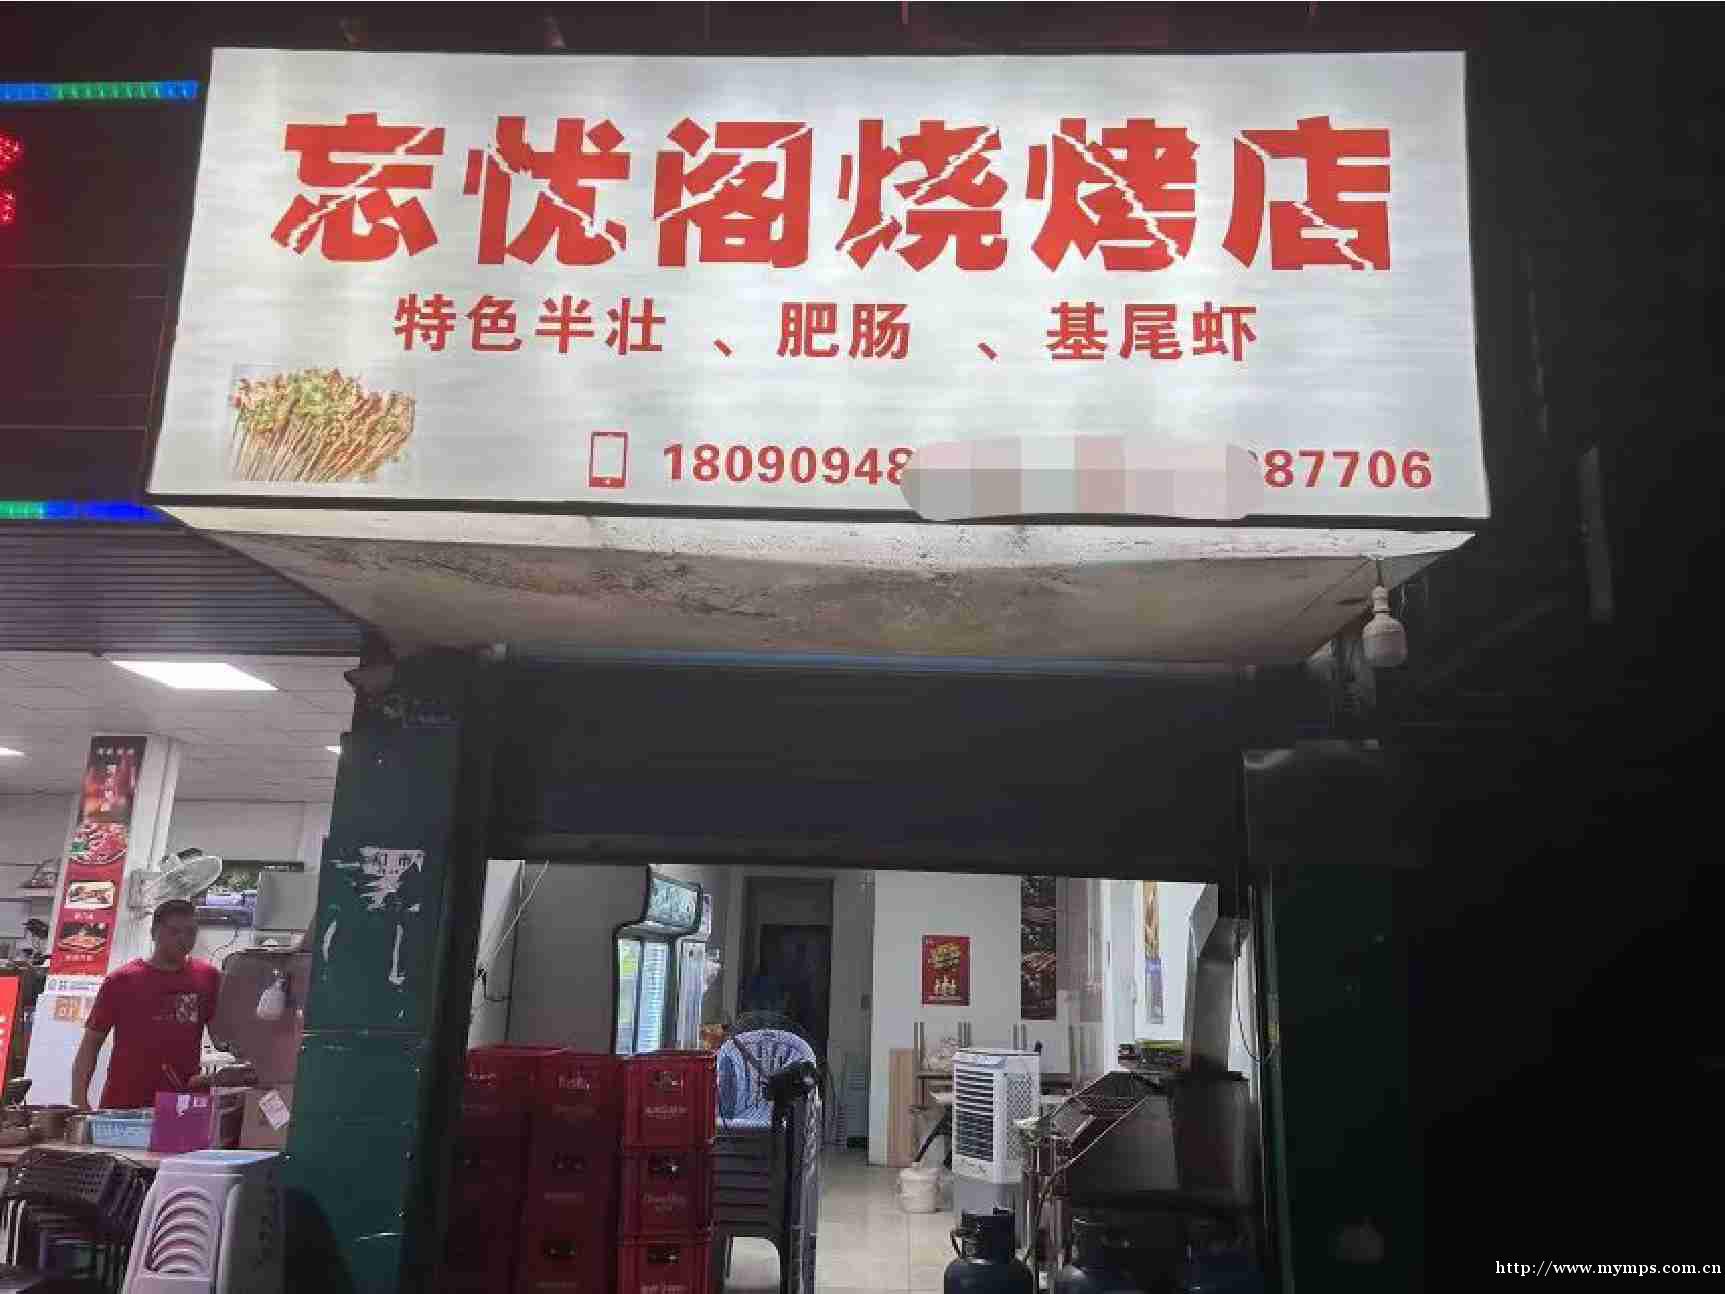 忘忧阁烧烤店
特色半壮 、肥肠 、基尾虾
18090948 87706
http://www.mymps.com.cn